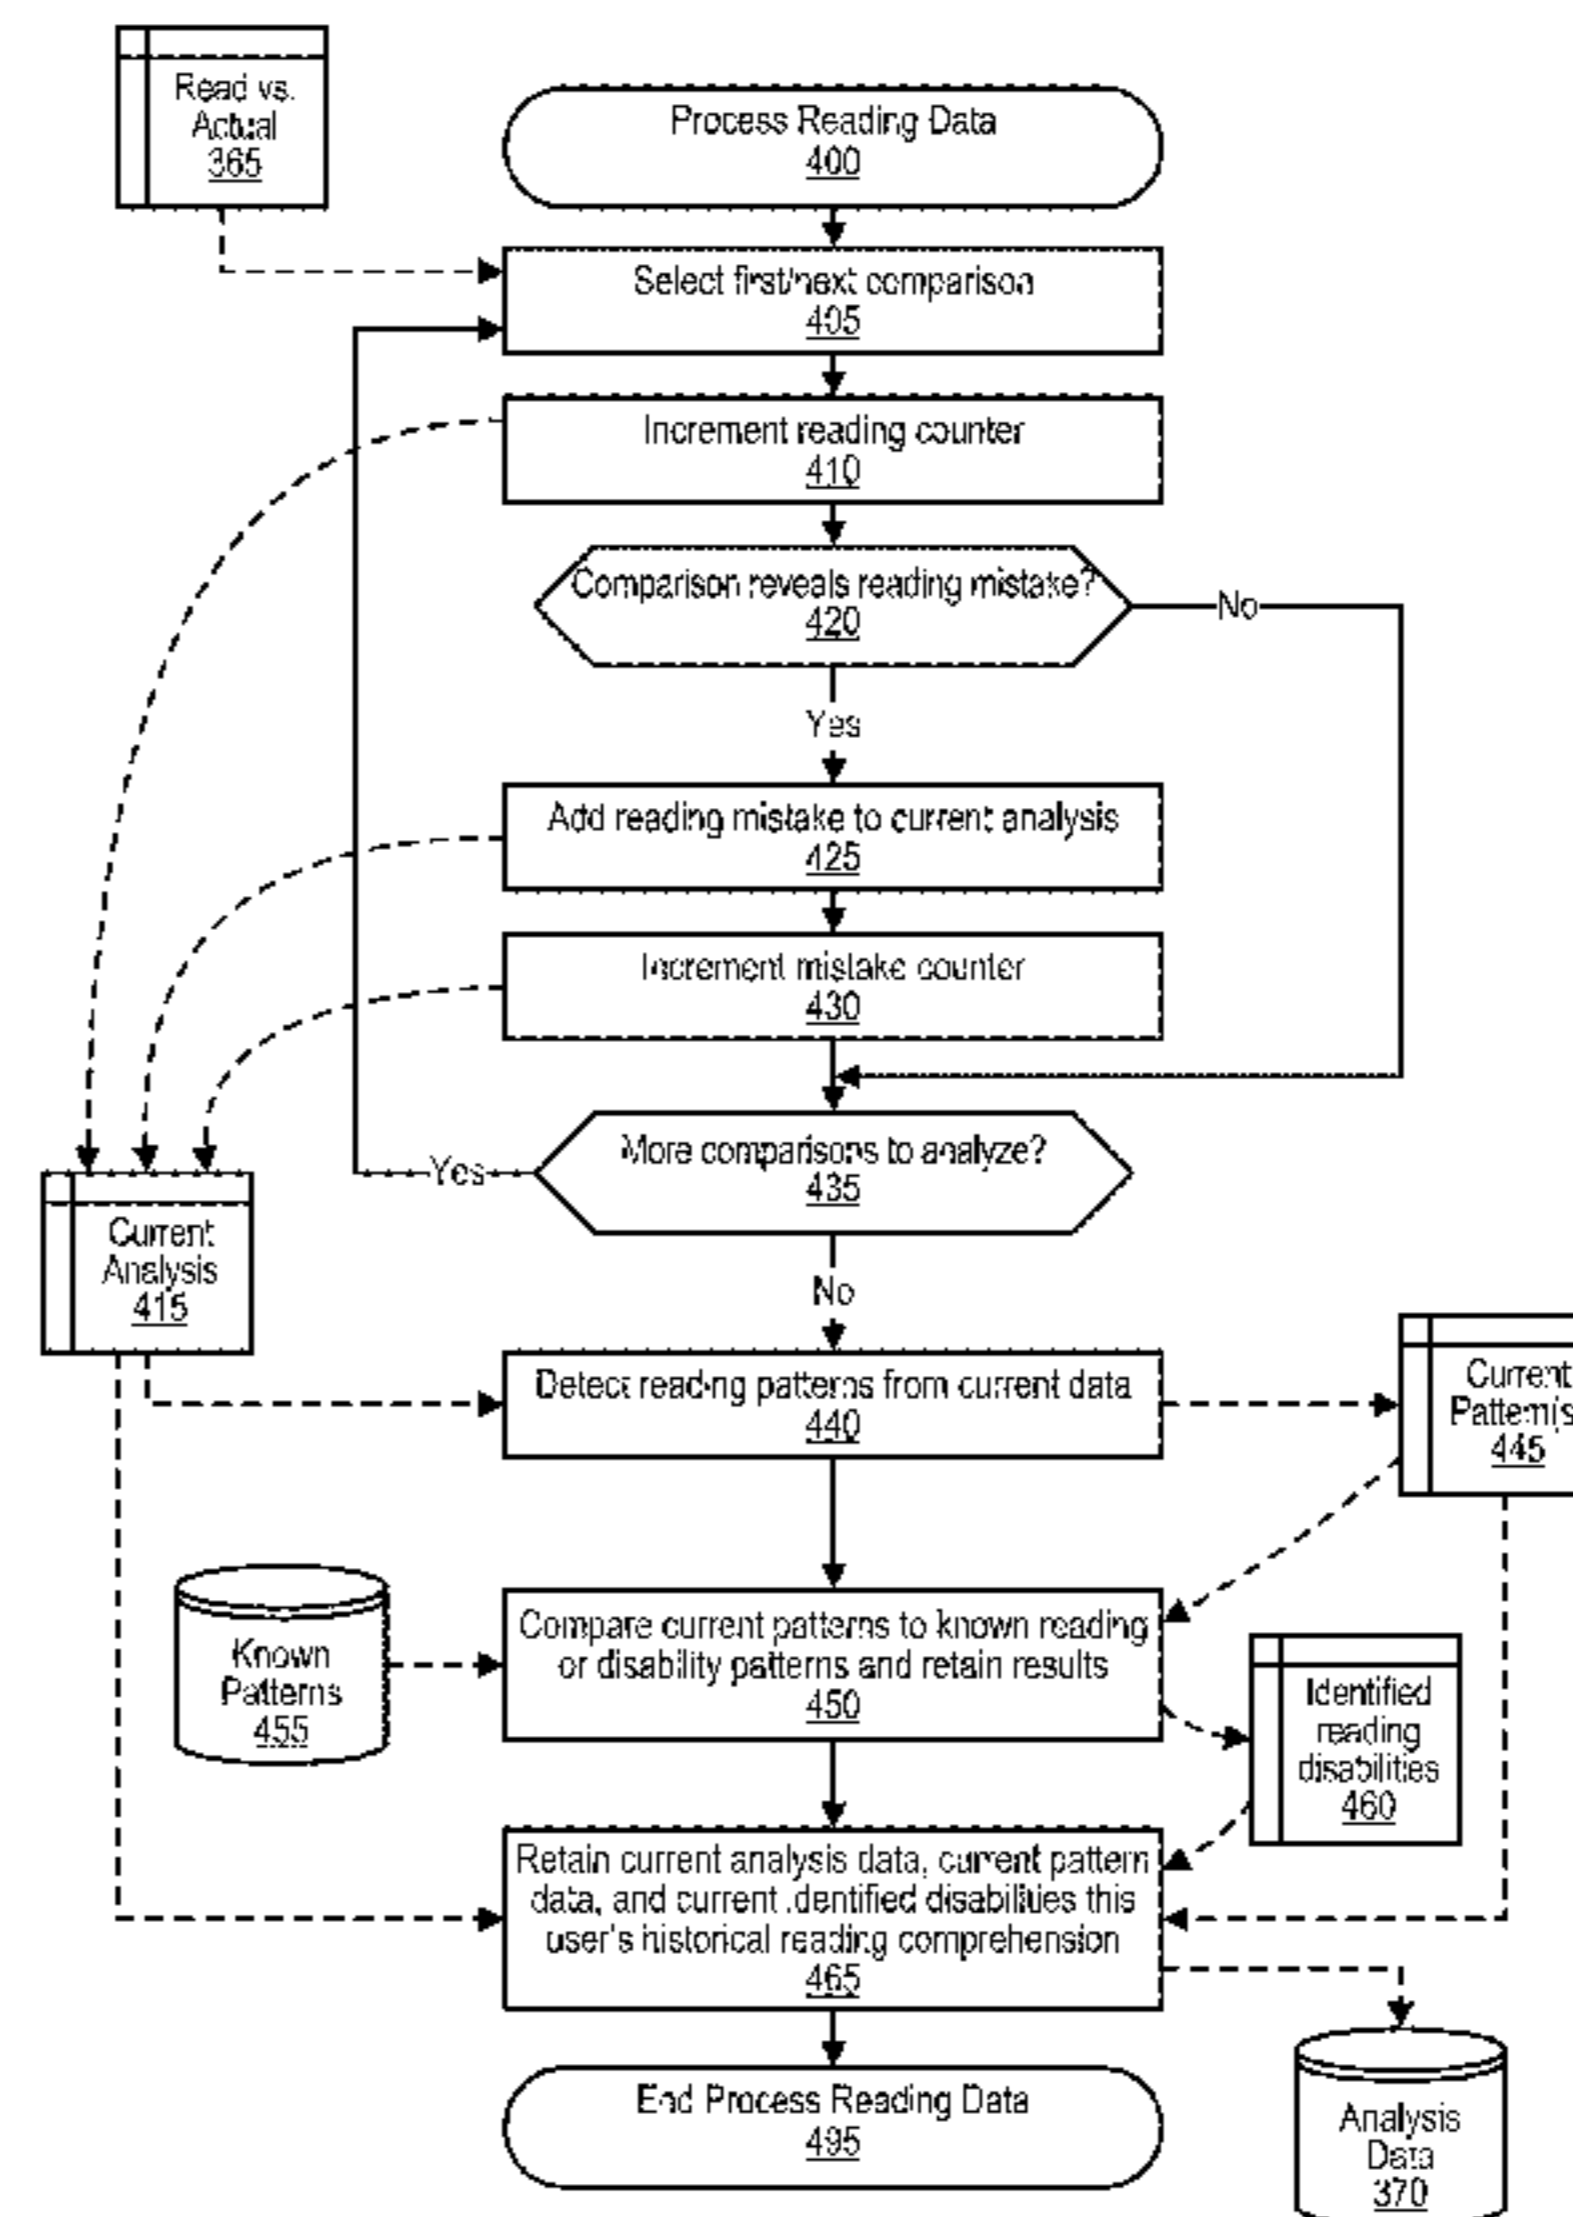 Read vs.
Actual
365
Process Reading Data
400
Select first/next comparison
405
Increment reading counter
410
Comparison reveals reading mistake?
420
No
Yes
Add reading mistake to current analysis
425
Increment mistake counter
430
More comparisons to analyze?
435
Yes
No
Current
Analysis
415
Detect reading patterns from current data
440
Current
Pattern(s
445
Known
Patterns
455
Compare current patterns to known reading
or disability patterns and retain results
450
Identified
reading
disabilities
460
Retain current analysis data, current pattern
data, and current identified disabilities this
user's historical reading comprehension
465
End Process Reading Data
495
Analysis
Data
370